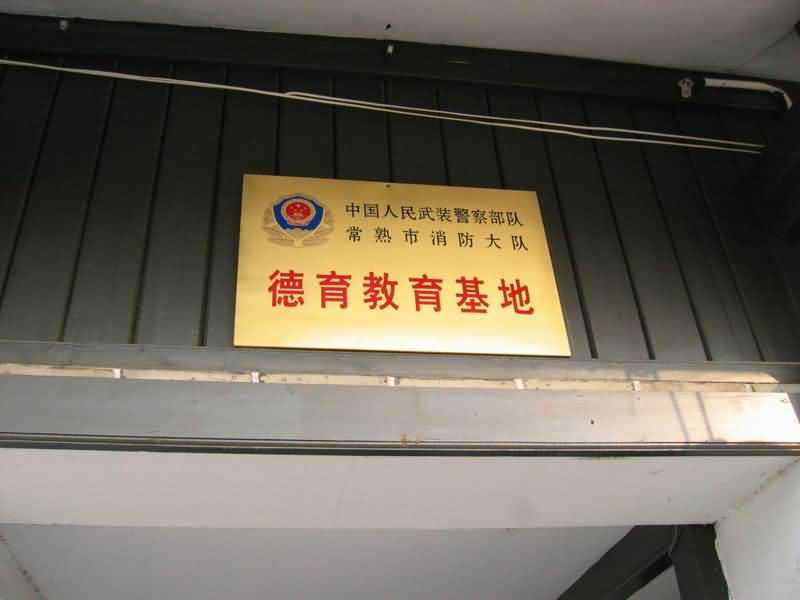 中国人民武装警察部队
常熟市消防大队
德育教育基地